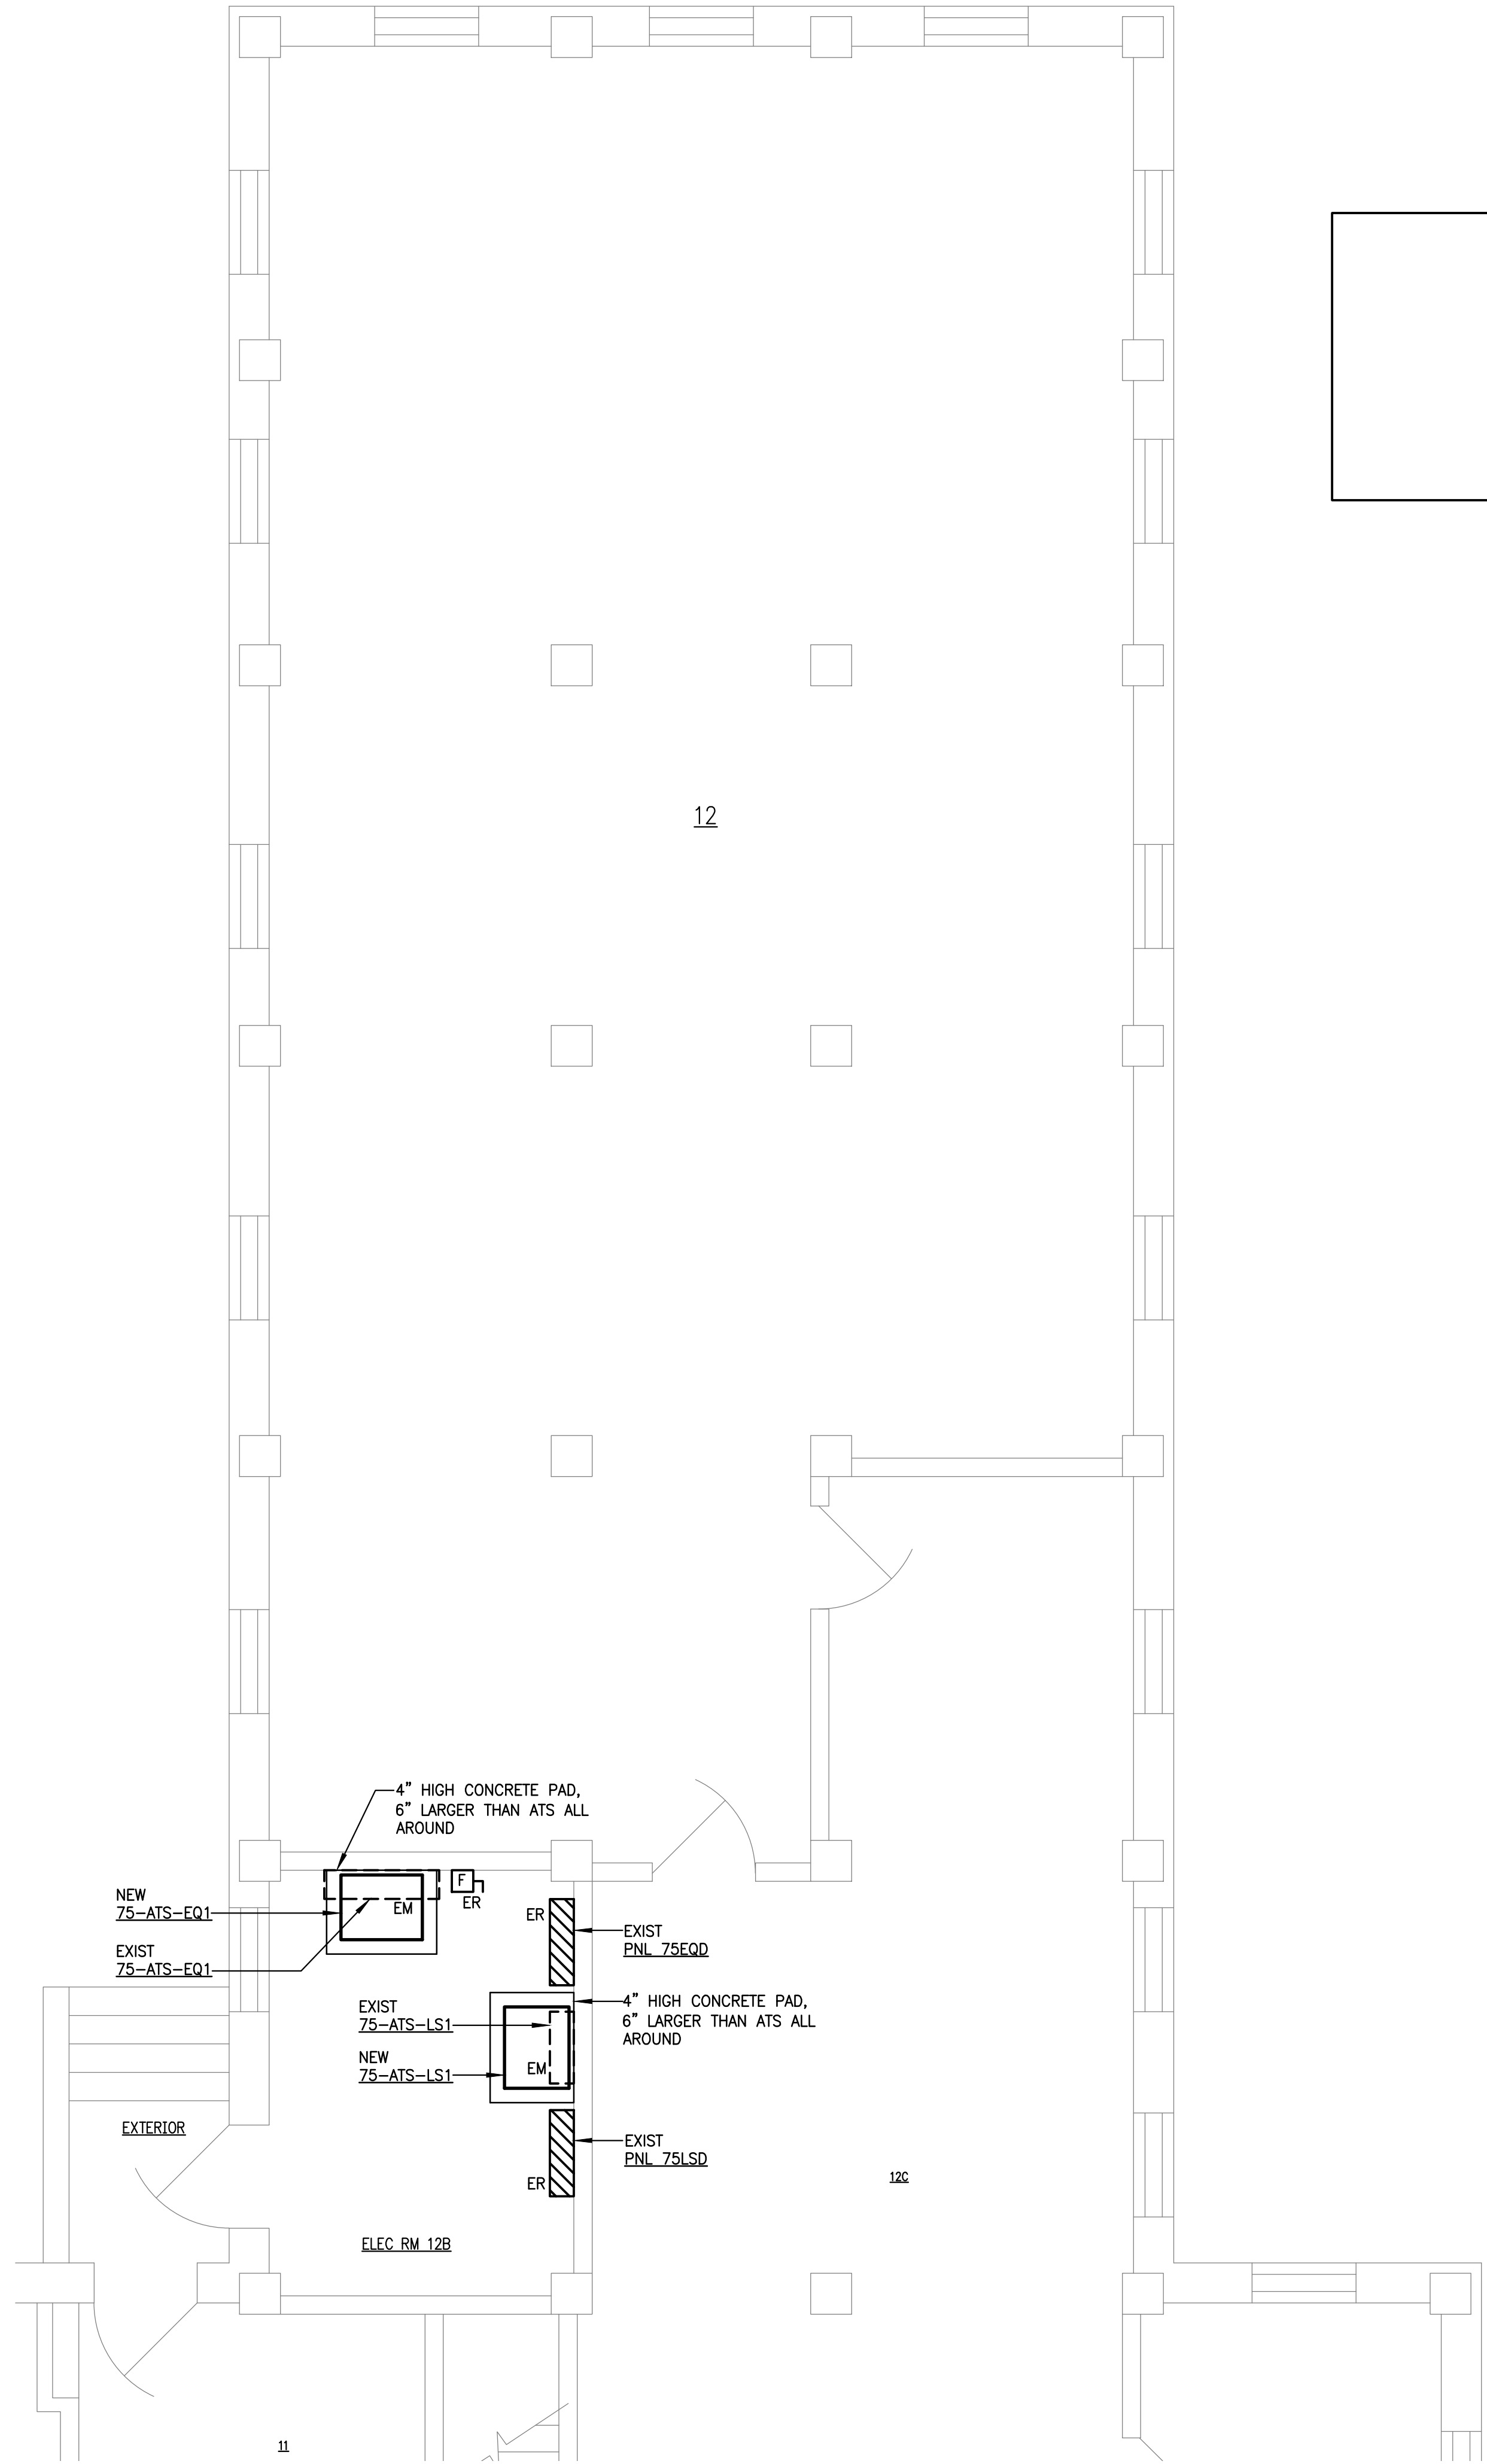 12
4” HIGH CONCRETE PAD,
6” LARGER THAN ATS ALL
AROUND
F
ER
NEW
75-ATS-EQ1
EM
ER
EXIST
PNL 75EQD
EXIST
75-ATS-EQ1
4” HIGH CONCRETE PAD,
6” LARGER THAN ATS ALL
AROUND
EXIST
75-ATS-LS1
NEW
75-ATS-LS1
EM
EXTERIOR
EXIST
PNL 75LSD
ER
12C
ELEC RM 12B
11